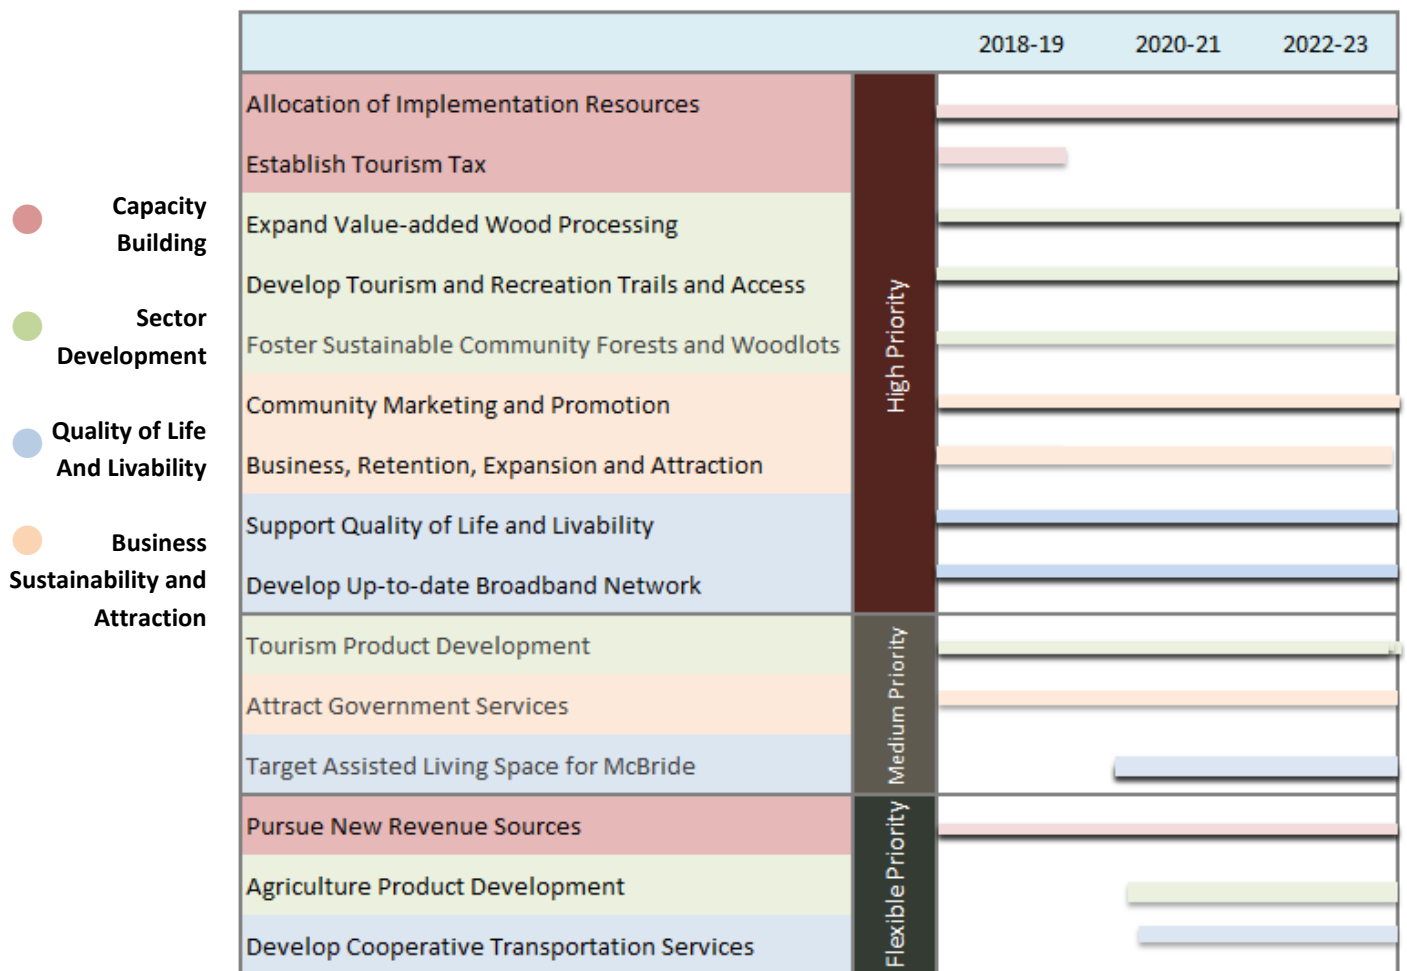 2018-19 2020-21 2022-23
Allocation of Implementation Resources
Establish Tourism Tax
Expand Value-added Wood Processing
Develop Tourism and Recreation Trails and Access
Foster Sustainable Community Forests and Woodlots
Community Marketing and Promotion
Business, Retention, Expansion and Attraction
Support Quality of Life and Livability
Develop Up-to-date Broadband Network
High Priority
Tourism Product Development
Attract Government Services
Target Assisted Living Space for McBride
Medium Priority
Pursue New Revenue Sources
Agriculture Product Development
Develop Cooperative Transportation Services
Flexible Priority
Capacity
Building
Sector
Development
Quality of Life
And Livability
Business
Sustainability and
Attraction